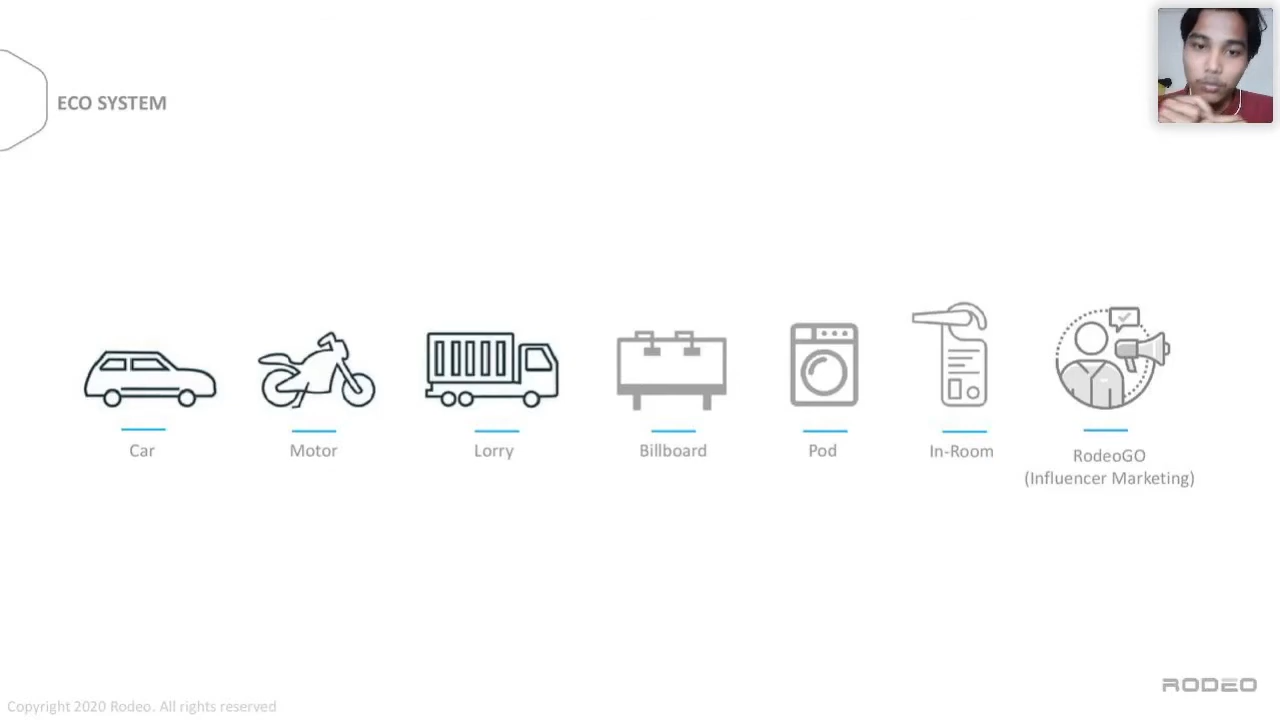 ECO SYSTEM
Car
Motor
Lorry
Billboard
Pod
In-Room
RodeoGO
(Influencer Marketing)
RODEO
Copyright 2020 Rodeo. All rights reserved